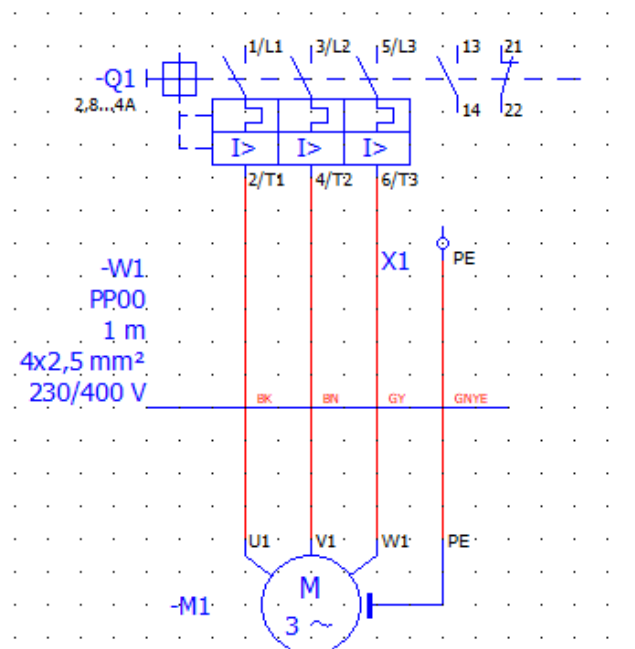 1/L1 3/L2 5/L3 13 21
-Q1
2,8...4A
14 22
I> I> I>
2/T1 4/T2 6/T3
X1 PE
-W1
PP00
1 m
4x2,5 mm²
230/400 V
BK BN GY GNYE
U1 V1 W1 PE
M
-M1
3 ~